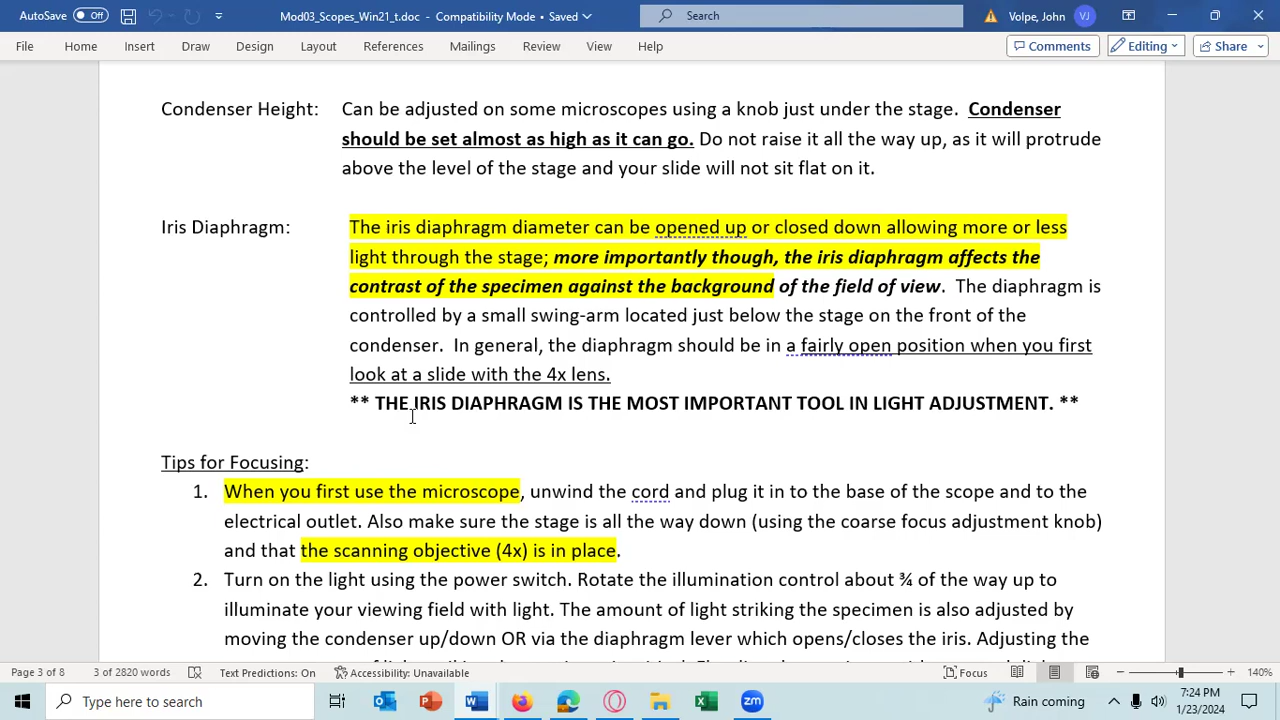 AutoSave Off Mod03_Scopes_Win21_t.doc - Compatibility Mode • Saved Search Volpe, John VJ
File Home Insert Draw Design Layout References Mailings Review View Help Comments Editing Share
Condenser Height: Can be adjusted on some microscopes using a knob just under the stage. Condenser
should be set almost as high as it can go. Do not raise it all the way up, as it will protrude
above the level of the stage and your slide will not sit flat on it.
Iris Diaphragm: The iris diaphragm diameter can be opened up or closed down allowing more or less
light through the stage; more importantly though, the iris diaphragm affects the
contrast of the specimen against the background of the field of view. The diaphragm is
controlled by a small swing-arm located just below the stage on the front of the
condenser. In general, the diaphragm should be in a fairly open position when you first
look at a slide with the 4x lens.
** THE IRIS DIAPHRAGM IS THE MOST IMPORTANT TOOL IN LIGHT ADJUSTMENT. **
Tips for Focusing:
1. When you first use the microscope, unwind the cord and plug it in to the base of the scope and to the
electrical outlet. Also make sure the stage is all the way down (using the coarse focus adjustment knob)
and that the scanning objective (4x) is in place.
2. Turn on the light using the power switch. Rotate the illumination control about ¾ of the way up to
illuminate your viewing field with light. The amount of light striking the specimen is also adjusted by
moving the condenser up/down OR via the diaphragm lever which opens/closes the iris. Adjusting the
Page 3 of 8 3 of 2820 words Text Predictions: On Accessibility: Unavailable Focus 140%
Type here to search Rain coming 7:24 PM
1/23/2024